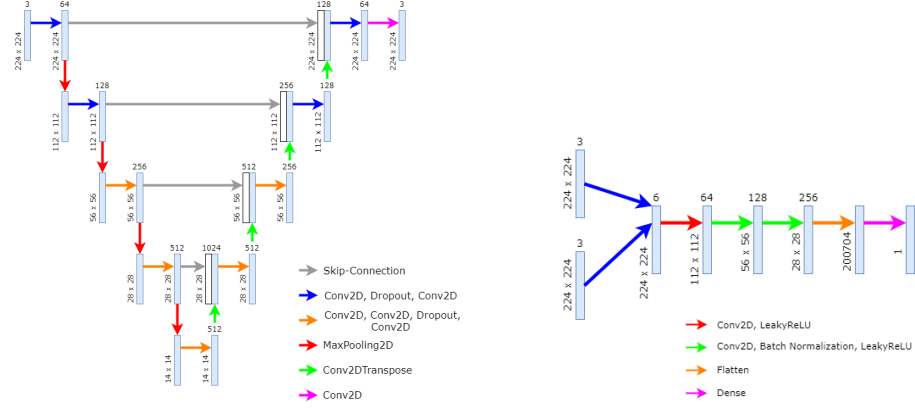 3 64 128 64 3
224 x 224 224 x 224 224 x 224 224 x 224 224 x 224
128 256 128
112 x 112 112 x 112 112 x 112 112 x 112
256 512 256
56 x 56 56 x 56 56 x 56 56 x 56
512 1024 512
28 x 28 28 x 28 28 x 28 28 x 28
512
14 x 14 14 x 14
Skip-Connection
Conv2D, Dropout, Conv2D
Conv2D, Conv2D, Dropout,
Conv2D
MaxPooling2D
Conv2DTranspose
Conv2D
3
224 x 224
3
224 x 224
6 64 128 256
224 x 224 112 x 112 56 x 56 28 x 28 200704 1
Conv2D, LeakyReLU
Conv2D, Batch Normalization, LeakyReLU
Flatten
Dense